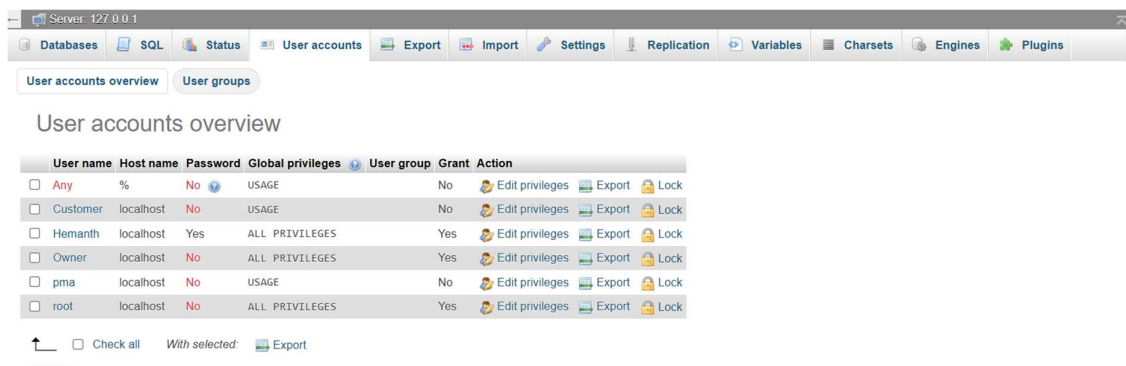 Server: 127.0.0.1
Databases SQL Status User accounts Export Import Settings Replication Variables Charsets Engines Plugins
User accounts overview User groups
User accounts overview
User name Host name Password Global privileges User group Grant Action
Any % No USAGE No Edit privileges Export Lock
Customer localhost No USAGE No Edit privileges Export Lock
Hemanth localhost Yes ALL PRIVILEGES Yes Edit privileges Export Lock
Owner localhost No ALL PRIVILEGES Yes Edit privileges Export Lock
pma localhost No USAGE No Edit privileges Export Lock
root localhost No ALL PRIVILEGES Yes Edit privileges Export Lock
Check all With selected: Export